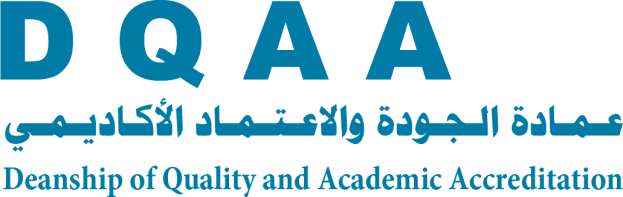 DQAA
عمادة الجودة والاعتماد الأكاديمي
Deanship of Quality and Academic Accreditation